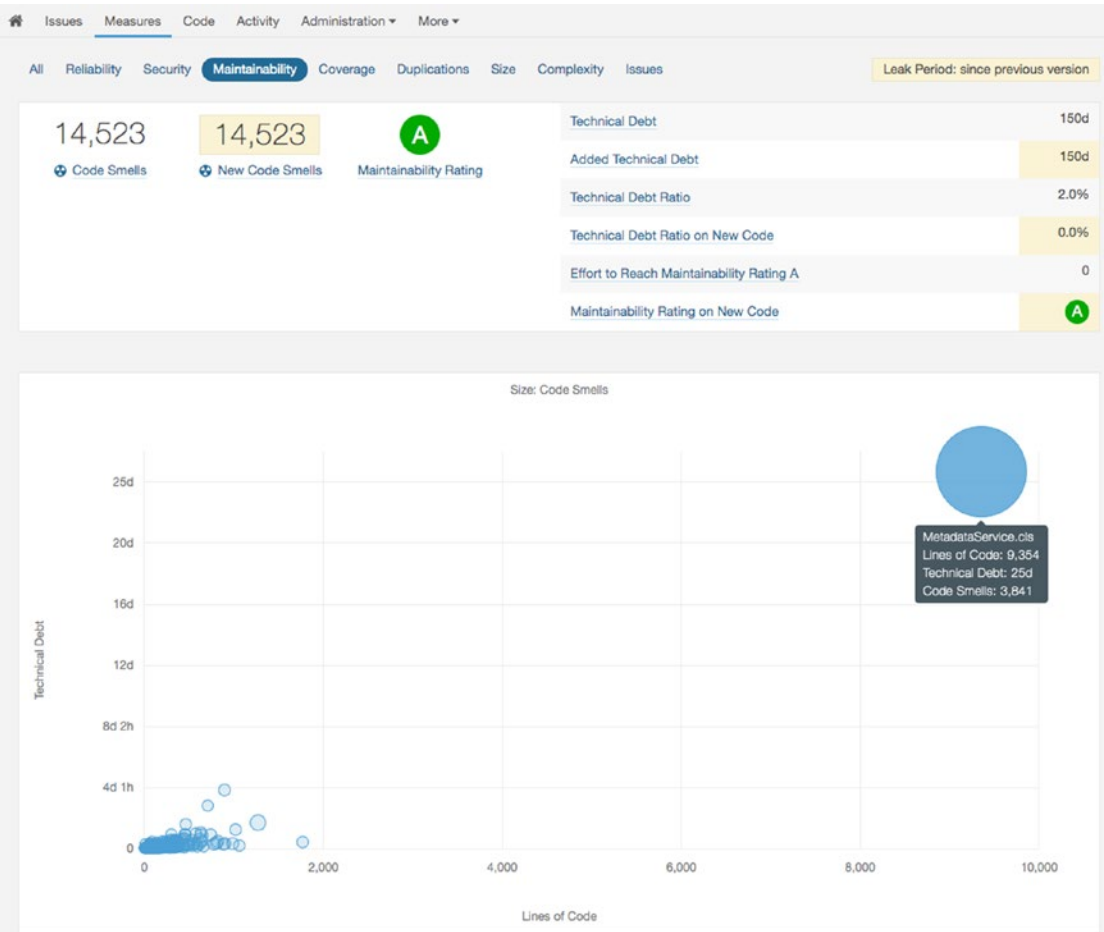 Issues Measures Code Activity Administration More
All Reliability Security Maintainability Coverage Duplications Size Complexity Issues Leak Period: since previous version
14,523 14,523 A
Code Smells New Code Smells Maintainability Rating
Technical Debt 150d
Added Technical Debt 150d
Technical Debt Ratio 2.0%
Technical Debt Ratio on New Code 0.0%
Effort to Reach Maintainability Rating A 0
Maintainability Rating on New Code A
Size: Code Smells
25d
20d
16d
12d
8d 2h
4d 1h
0
Technical Debt
MetadataService.cls
Lines of Code: 9,354
Technical Debt: 25d
Code Smells: 3,841
0 2,000 4,000 6,000 8,000 10,000
Lines of Code